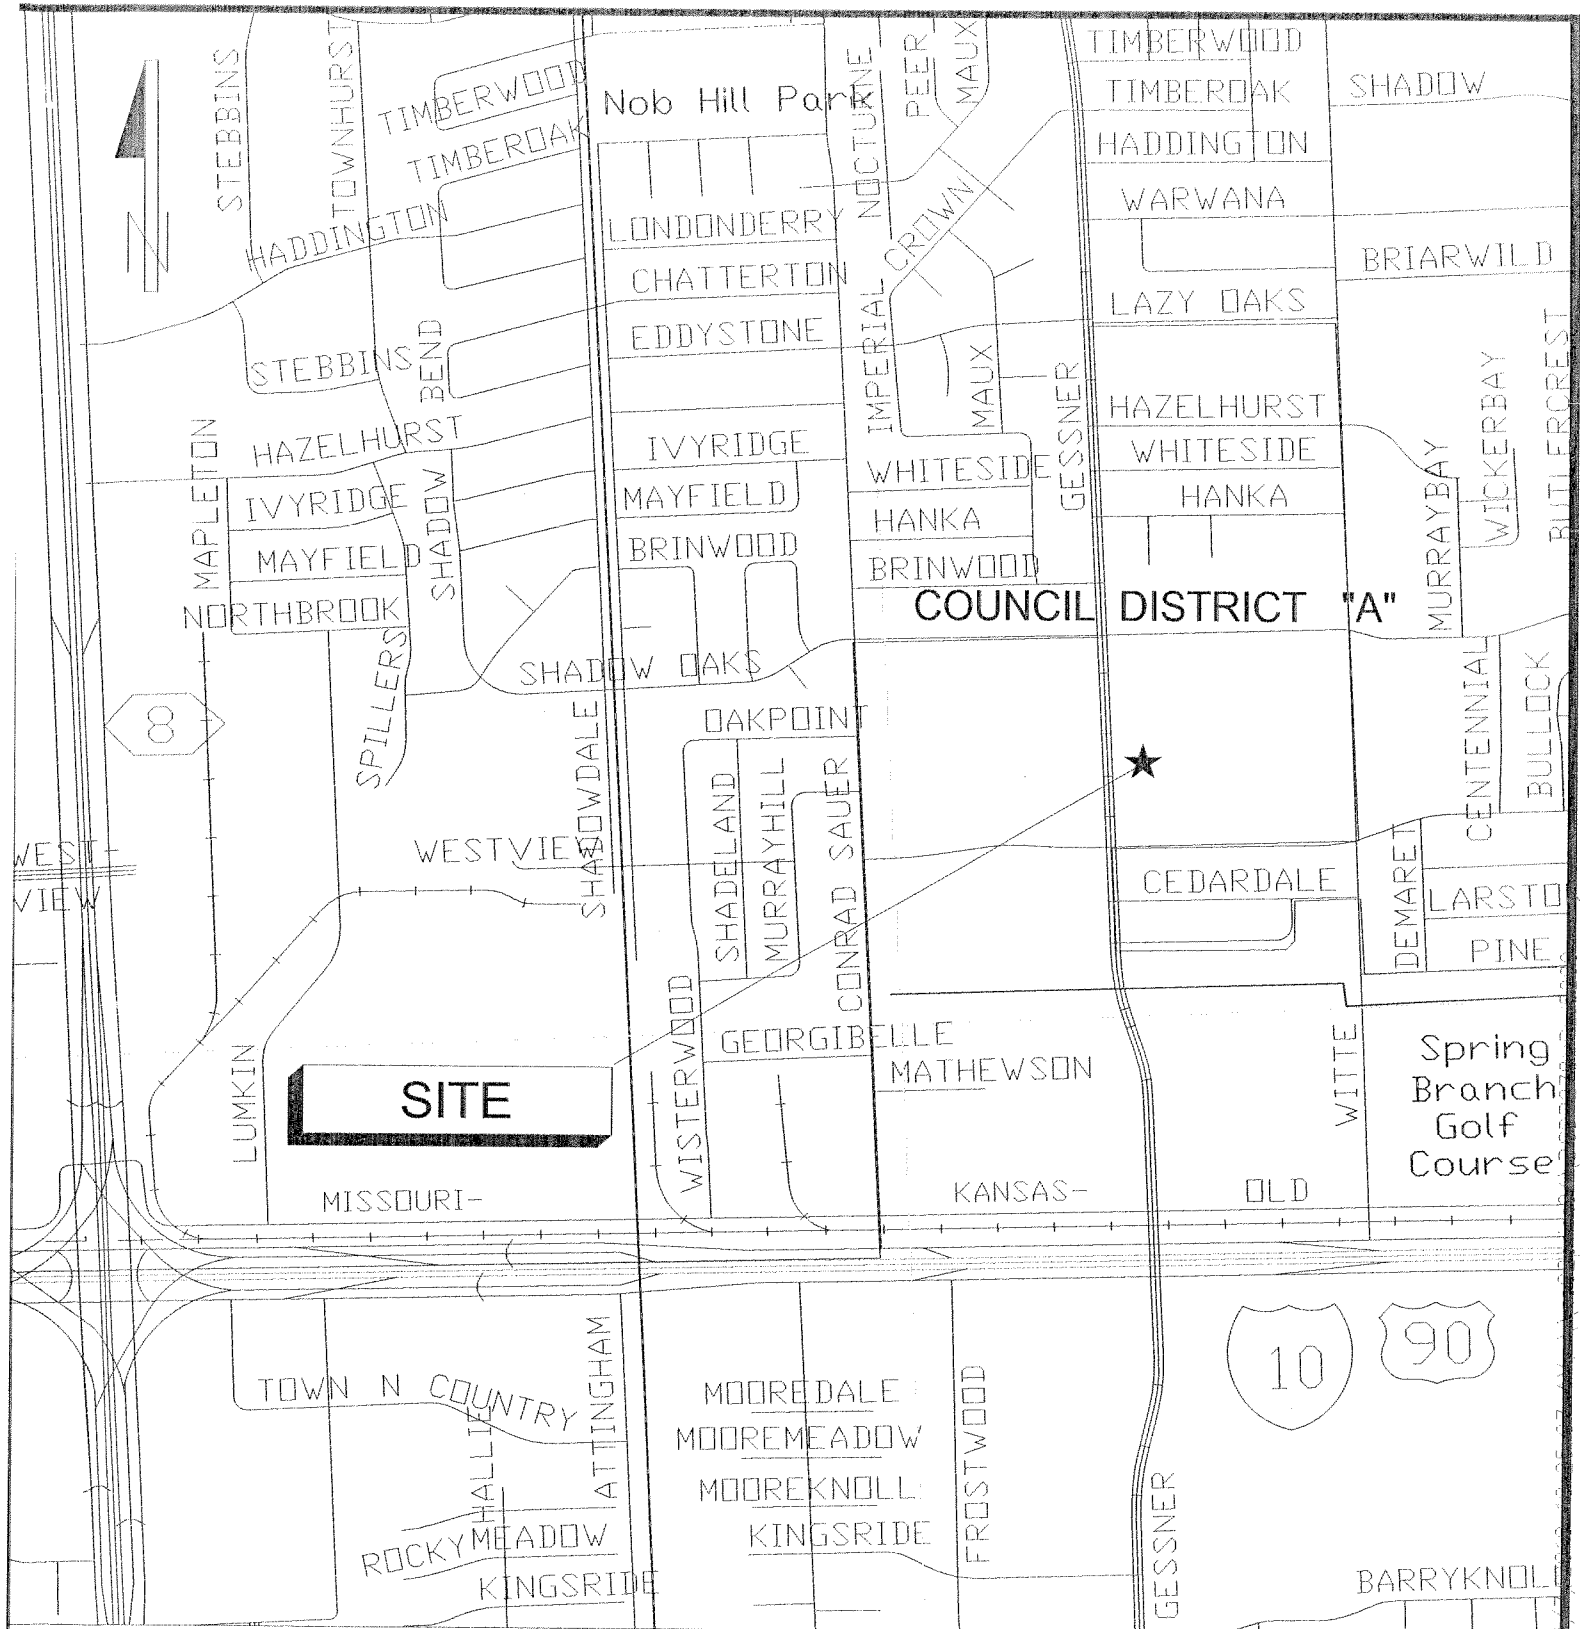 TIMBERWOOD
SHADOW
TIMBEROAK
HADDINGTON
WARWANA
BRIARWILD
LAZY OAKS
STEBBINS
TOWNHURST
TIMBERWOOD
TIMBEROAK
Nob Hill Park
NOCTURNE
PEER
MAUX
N
HADDINGTON
LONDONDERRY
CROWN
CHATTERTON
EDDYSTONE
IMPERIAL
STEBBINS
BEND
MAUX
GESSNER
HAZELHURST
WICKERBAY
BUTLERCREST
MAPLETON
HAZELHURST
IVYRIDGE
WHITESIDE
WHITESIDE
IVYRIDGE
SHADOW
MAYFIELD
HANKA
HANKA
MURRAYBAY
MAYFIELD
BRINWOOD
BRINWOOD
NORTHBROOK
COUNCIL DISTRICT "A"
SPILLERS
SHADOW OAKS
CENTENNIAL
BULLOCK
8
OAKPOINT
SHADOWDALE
SHADELAND
MURRAYHILL
CONRAD SAUER
WEST-
VIEW
WESTVIEW
CEDARDALE
DEMARET
LARSTO
PINE
WISTERWOOD
GEORGIBELLE
MATHEWSON
WITTE
Spring
Branch
Golf
Course
LUMKIN
SITE
MISSOURI-
KANSAS-
OLD
10
90
TOWN N COUNTRY
HALLIE
ATTINGHAM
MOOREDALE
MOOREMEADOW
MOOREKNOLL
KINGSRIDE
FROSTWOOD
GESSNER
ROCKYMEADOW
KINGSRIDE
BARRYKNOLL